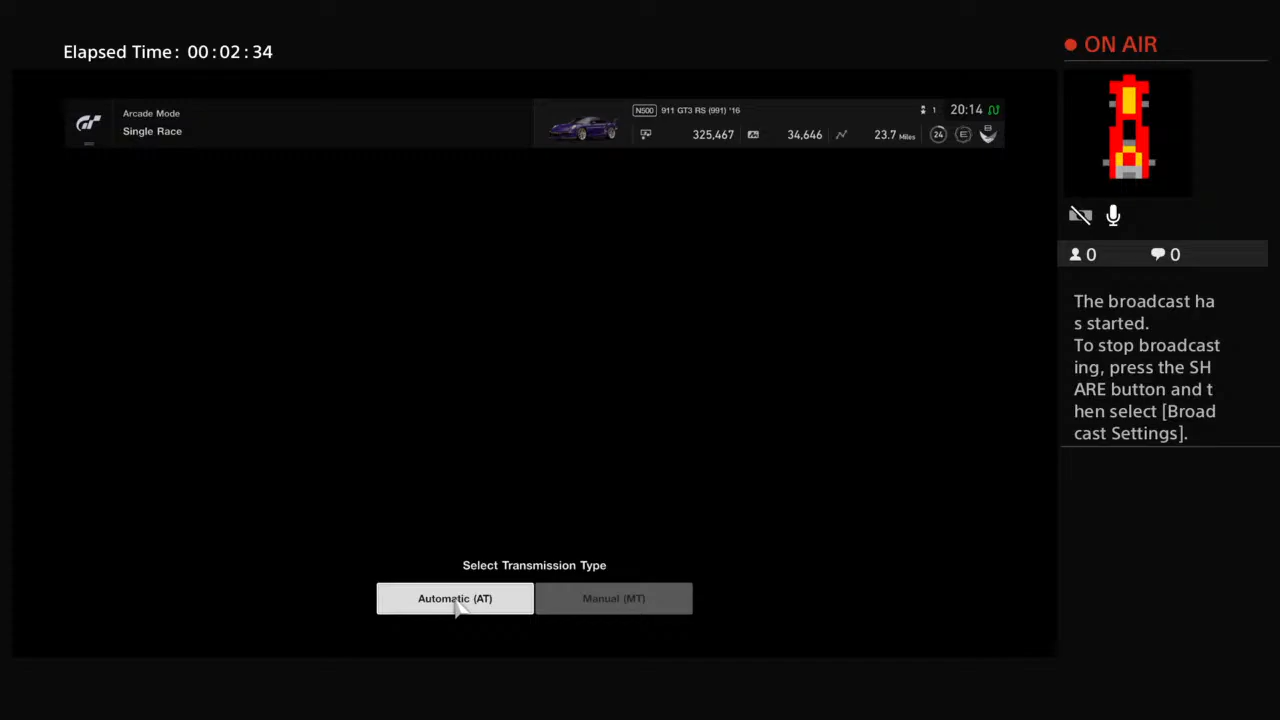 Elapsed Time: 00:02:34
ON AIR
Arcade Mode
Single Race
N500 911 GT3 RS (991) '16
1 20:14
325,467 34,646 23.7 Miles 24 E
0 0
The broadcast ha
s started.
To stop broadcast
ing, press the SH
ARE button and t
hen select [Broad
cast Settings].
Select Transmission Type
Automatic (AT) Manual (MT)